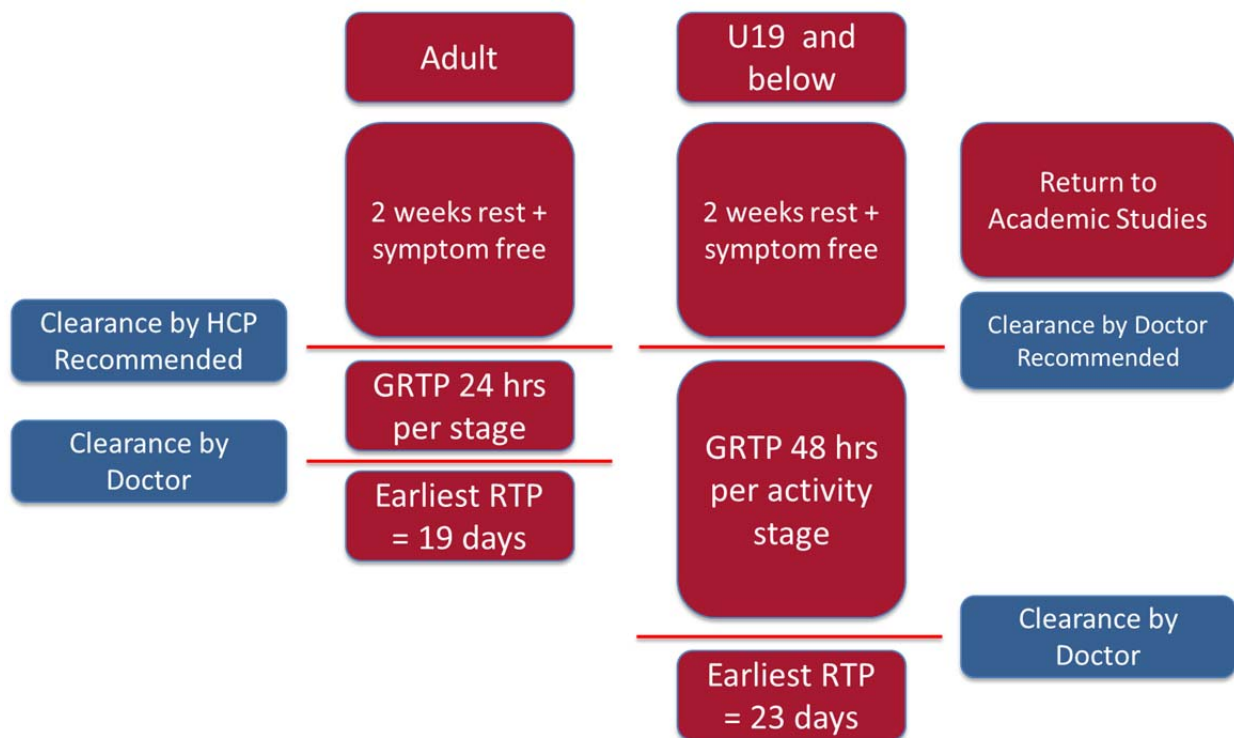 Adult
U19 and
below
2 weeks rest +
symptom free
2 weeks rest +
symptom free
Return to
Academic Studies
Clearance by HCP
Recommended
Clearance by Doctor
Recommended
GRTP 24 hrs
per stage
GRTP 48 hrs
per activity
stage
Clearance by
Doctor
Earliest RTP
= 19 days
Clearance by
Doctor
Earliest RTP
= 23 days